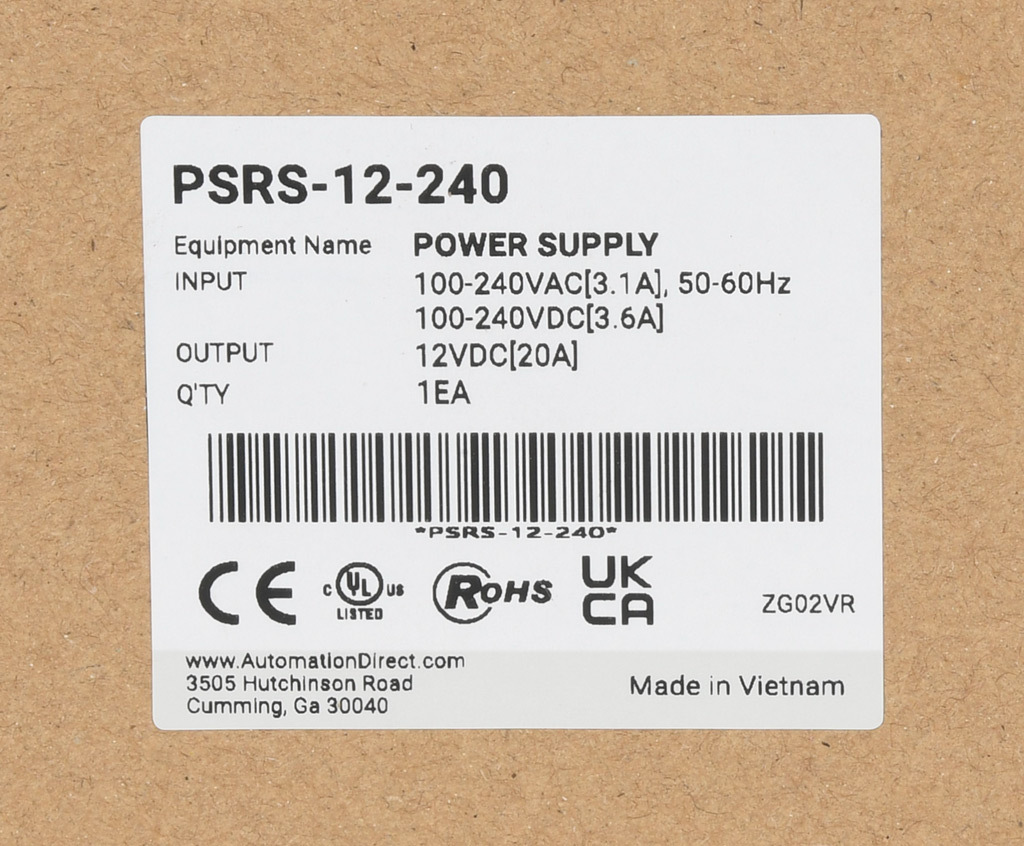 PSRS-12-240
Equipment Name POWER SUPPLY
INPUT 100-240VAC[3.1A], 50-60Hz
100-240VDC[3.6A]
OUTPUT 12VDC[20A]
Q'TY 1EA
*PSRS-12-240*
CE C UL US LISTED RoHS UK CA ZG02VR
www.AutomationDirect.com
3505 Hutchinson Road
Cumming, Ga 30040
Made in Vietnam